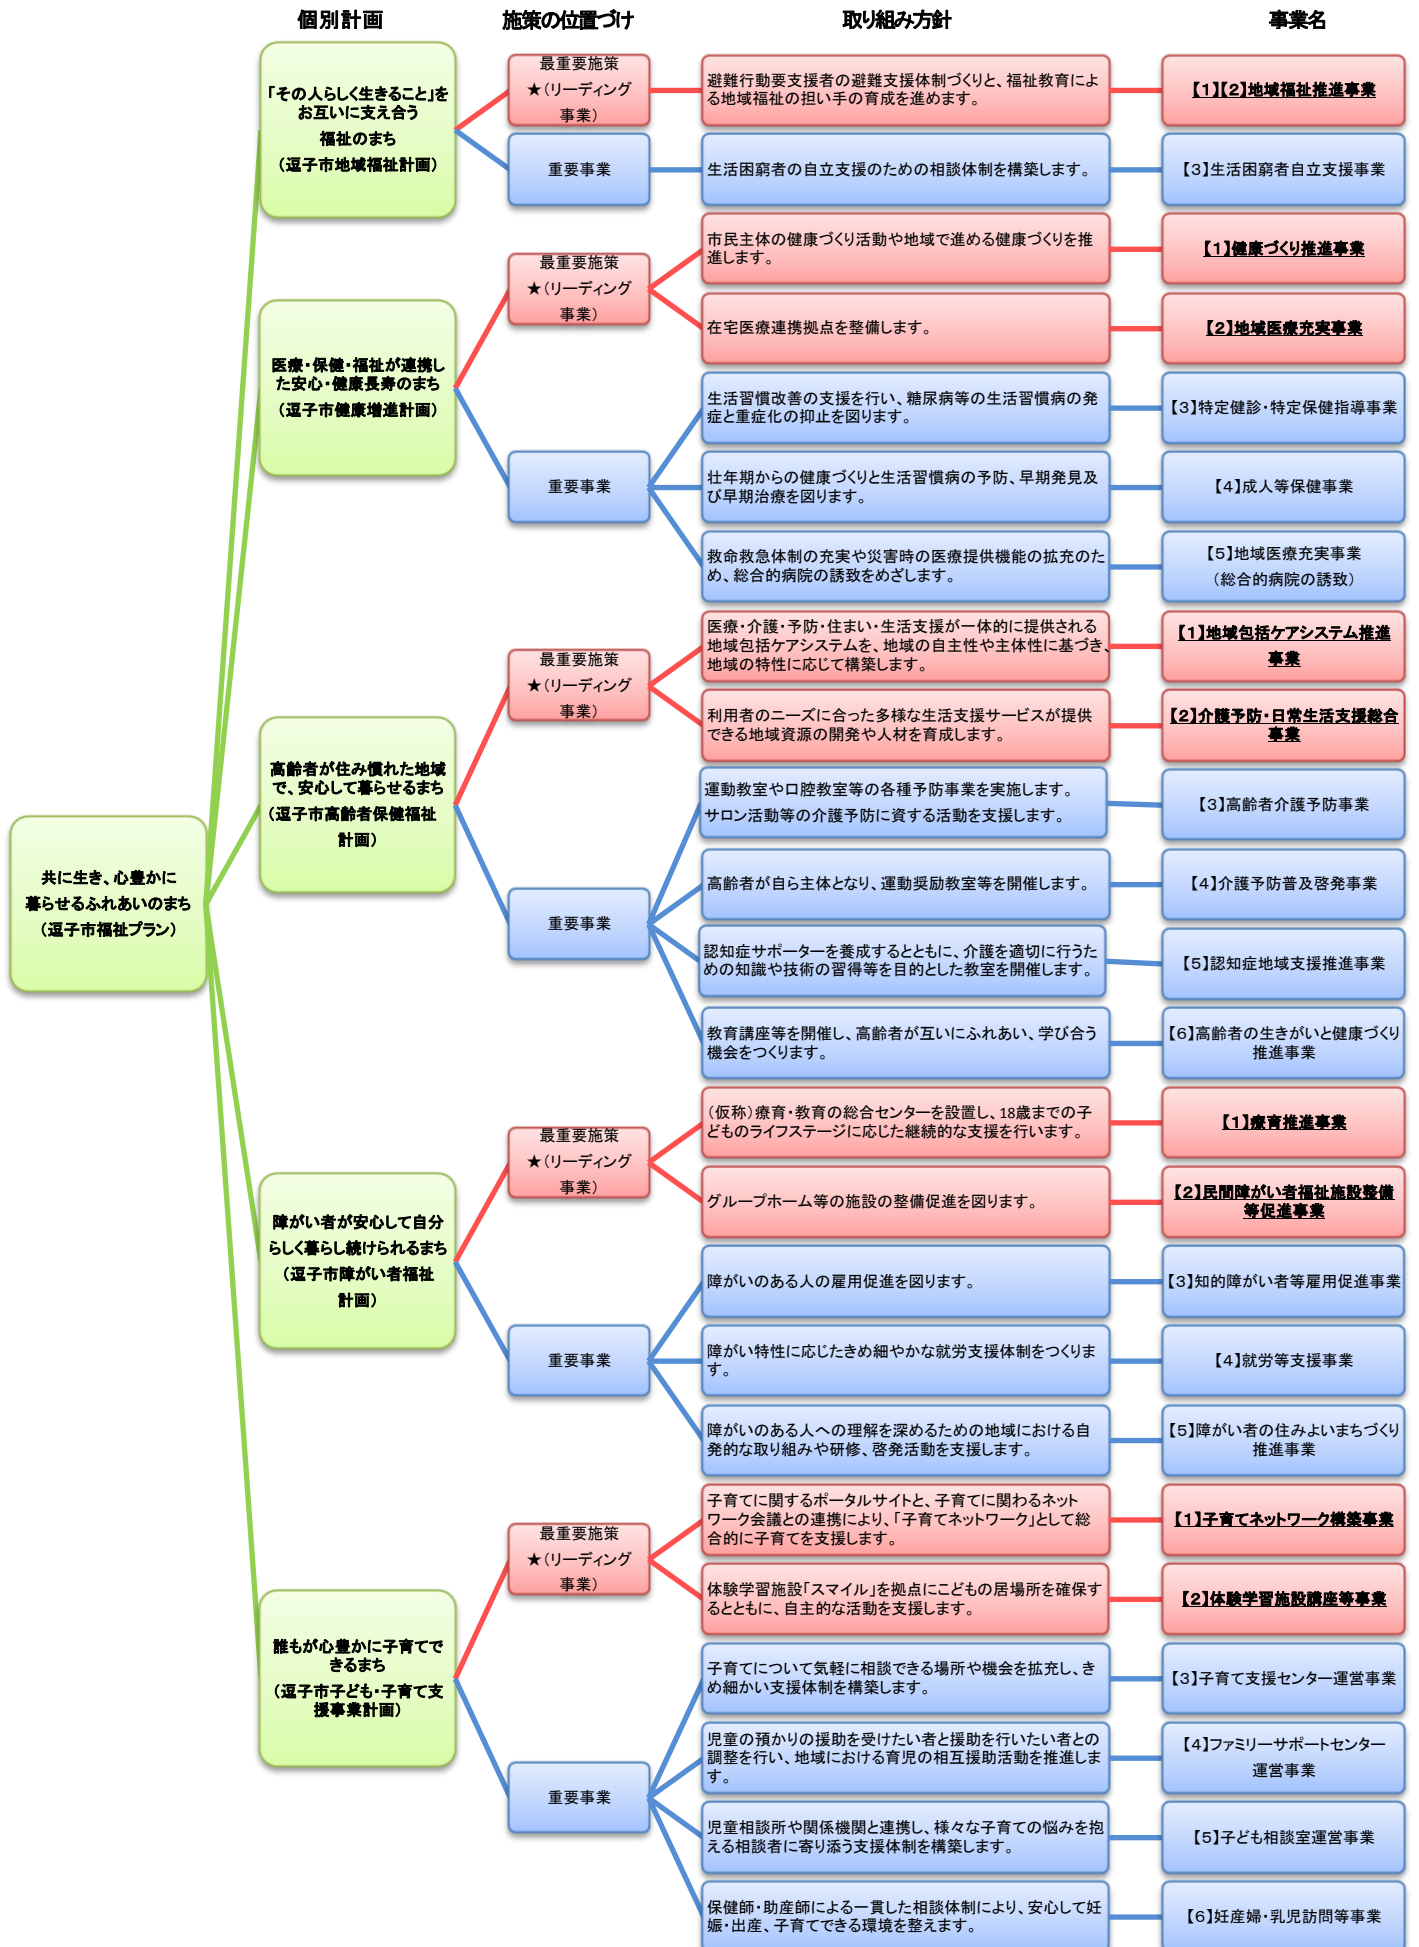 個別計画
施策の位置づけ
取り組み方針
事業名
共に生き、心豊かに
暮らせるふれあいのまち
（逗子市福祉プラン）
「その人らしく生きること」を
お互いに支え合う
福祉のまち
（逗子市地域福祉計画）
最重要施策
★（リーディング
事業）
避難行動要支援者の避難支援体制づくりと、福祉教育によ
る地域福祉の担い手の育成を進めます。
【1】【2】地域福祉推進事業
重要事業
生活困窮者の自立支援のための相談体制を構築します。
【3】生活困窮者自立支援事業
医療・保健・福祉が連携し
た安心・健康長寿のまち
（逗子市健康増進計画）
最重要施策
★（リーディング
事業）
市民主体の健康づくり活動や地域で進める健康づくりを推
進します。
【1】健康づくり推進事業
在宅医療連携拠点を整備します。
【2】地域医療充実事業
重要事業
生活習慣改善の支援を行い、糖尿病等の生活習慣病の発
症と重症化の抑止を図ります。
【3】特定健診・特定保健指導事業
壮年期からの健康づくりと生活習慣病の予防、早期発見及
び早期治療を図ります。
【4】成人等保健事業
救命救急体制の充実や災害時の医療提供機能の拡充のた
め、総合的病院の誘致をめざします。
【5】地域医療充実事業
（総合的病院の誘致）
高齢者が住み慣れた地域
で、安心して暮らせるまち
（逗子市高齢者保健福祉
計画）
最重要施策
★（リーディング
事業）
医療・介護・予防・住まい・生活支援が一体的に提供される
地域包括ケアシステムを、地域の自主性や主体性に基づき、
地域の特性に応じて構築します。
【1】地域包括ケアシステム推進
事業
利用者のニーズに合った多様な生活支援サービスが提供
できる地域資源の開発や人材を育成します。
【2】介護予防・日常生活支援総合
事業
重要事業
運動教室や口腔教室等の各種予防事業を実施します。
サロン活動等の介護予防に資する活動を支援します。
【3】高齢者介護予防事業
高齢者が自ら主体となり、運動奨励教室等を開催します。
【4】介護予防普及啓発事業
認知症サポーターを養成するとともに、介護を適切に行うた
めの知識や技術の習得等を目的とした教室を開催します。
【5】認知症地域支援推進事業
教育講座等を開催し、高齢者が互いにふれあい、学び合う
機会をつくります。
【6】高齢者の生きがいと健康づくり
推進事業
障がい者が安心して自分
らしく暮らし続けられるまち
（逗子市障がい者福祉
計画）
最重要施策
★（リーディング
事業）
（仮称）療育・教育の総合センターを設置し、18歳までの子
どものライフステージに応じた継続的な支援を行います。
【1】療育推進事業
グループホーム等の施設の整備促進を図ります。
【2】民間障がい者福祉施設整備
等促進事業
重要事業
障がいのある人の雇用促進を図ります。
【3】知的障がい者等雇用促進事業
障がい特性に応じたきめ細やかな就労支援体制をつくりま
す。
【4】就労等支援事業
障がいのある人への理解を深めるための地域における自
発的な取り組みや研修、啓発活動を支援します。
【5】障がい者の住みよいまちづくり
推進事業
誰もが心豊かに子育てで
きるまち
（逗子市子ども・子育て支
援事業計画）
最重要施策
★（リーディング
事業）
子育てに関するポータルサイトと、子育てに関わるネット
ワーク会議との連携により、「子育てネットワーク」として総
合的に子育てを支援します。
【1】子育てネットワーク構築事業
体験学習施設「スマイル」を拠点にこどもの居場所を確保す
るとともに、自主的な活動を支援します。
【2】体験学習施設講座等事業
重要事業
子育てについて気軽に相談できる場所や機会を拡充し、き
め細かい支援体制を構築します。
【3】子育て支援センター運営事業
児童の預かりの援助を受けたい者と援助を行いたい者との
調整を行い、地域における育児の相互援助活動を推進しま
す。
【4】ファミリーサポートセンター
運営事業
児童相談所や関係機関と連携し、様々な子育ての悩みを抱
える相談者に寄り添う支援体制を構築します。
【5】子ども相談室運営事業
保健師・助産師による一貫した相談体制により、安心して妊
娠・出産、子育てできる環境を整えます。
【6】妊産婦・乳児訪問等事業